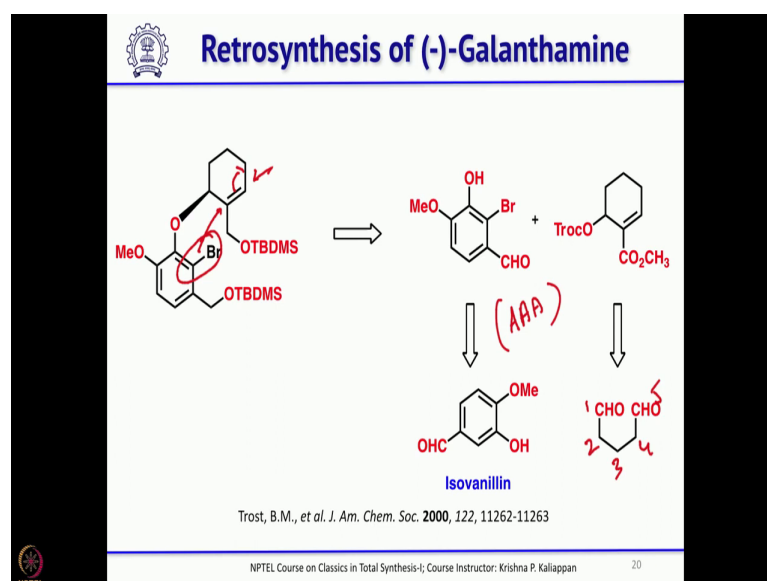 Retrosynthesis of (-)-Galanthamine
O
MeO
Br
OTBDMS
OTBDMS
OH
MeO
Br
CHO
+
TrocO
CO₂CH₃
(AAA)
OMe
OHC
OH
Isovanillin
1 CHO CHO 5
2 3 4
Trost, B.M., et al. J. Am. Chem. Soc. 2000, 122, 11262-11263
NPTEL Course on Classics in Total Synthesis-I; Course Instructor: Krishna P. Kaliappan
20